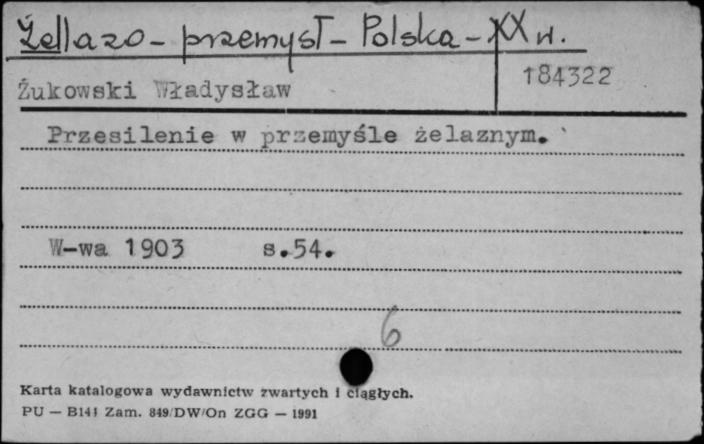 Żellazo - przemysł - Polska - XX w.
184322
Żukowski Władysław
Przesilenie w przemyśle żelaznym.
W-wa 1903 s.54.
6
Karta katalogowa wydawnictw zwartych i ciągłych.
PU — B141 Zam. 849/DW/On ZGG — 1991